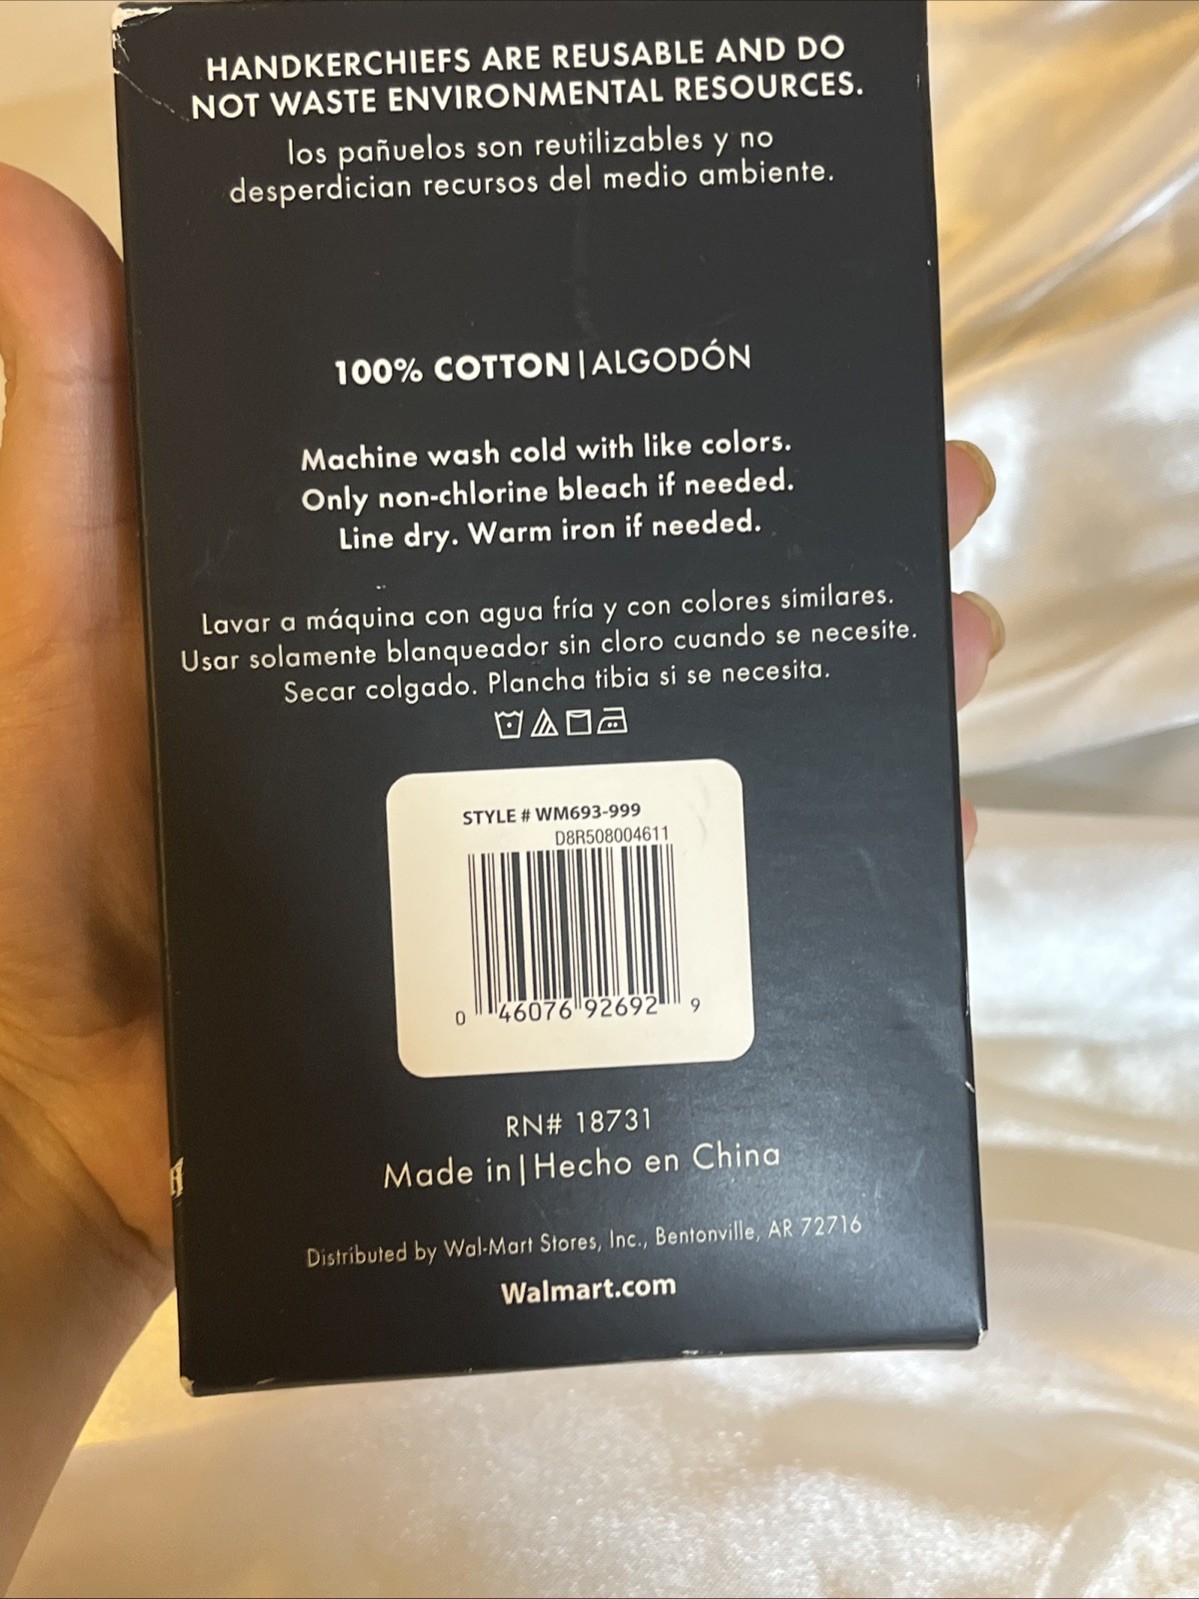 HANDKERCHIEFS ARE REUSABLE AND DO
NOT WASTE ENVIRONMENTAL RESOURCES.
los pañuelos son reutilizables y no
desperdician recursos del medio ambiente.
100% COTTON | ALGODÓN
Machine wash cold with like colors.
Only non-chlorine bleach if needed.
Line dry. Warm iron if needed.
Lavar a máquina con agua fría y con colores similares.
Usar solamente blanqueador sin cloro cuando se necesite.
Secar colgado. Plancha tibia si se necesita.
STYLE # WM693-999
D8R508004611
0 46076 92692 9
RN# 18731
Made in | Hecho en China
Distributed by Wal-Mart Stores, Inc., Bentonville, AR 72716
Walmart.com